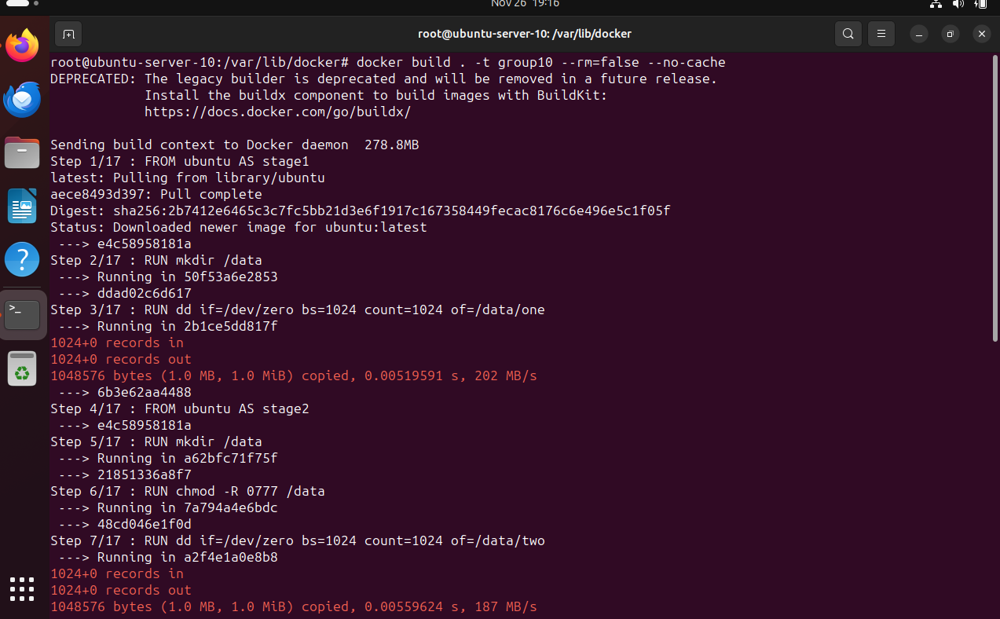 Nov 26 19:16
root@ubuntu-server-10: /var/lib/docker
root@ubuntu-server-10:/var/lib/docker# docker build . -t group10 --rm=false --no-cache
DEPRECATED: The legacy builder is deprecated and will be removed in a future release.
            Install the buildx component to build images with BuildKit:
            https://docs.docker.com/go/buildx/

Sending build context to Docker daemon  278.8MB
Step 1/17 : FROM ubuntu AS stage1
latest: Pulling from library/ubuntu
aece8493d397: Pull complete
Digest: sha256:2b7412e6465c3c7fc5bb21d3e6f1917c167358449fecac8176c6e496e5c1f05f
Status: Downloaded newer image for ubuntu:latest
 ---> e4c58958181a
Step 2/17 : RUN mkdir /data
 ---> Running in 50f53a6e2853
 ---> ddad02c6d617
Step 3/17 : RUN dd if=/dev/zero bs=1024 count=1024 of=/data/one
 ---> Running in 2b1ce5dd817f
1024+0 records in
1024+0 records out
1048576 bytes (1.0 MB, 1.0 MiB) copied, 0.00519591 s, 202 MB/s
 ---> 6b3e62aa4488
Step 4/17 : FROM ubuntu AS stage2
 ---> e4c58958181a
Step 5/17 : RUN mkdir /data
 ---> Running in a62bfc71f75f
 ---> 21851336a8f7
Step 6/17 : RUN chmod -R 0777 /data
 ---> Running in 7a794a4e6bdc
 ---> 48cd046e1f0d
Step 7/17 : RUN dd if=/dev/zero bs=1024 count=1024 of=/data/two
 ---> Running in a2f4e1a0e8b8
1024+0 records in
1024+0 records out
1048576 bytes (1.0 MB, 1.0 MiB) copied, 0.00559624 s, 187 MB/s